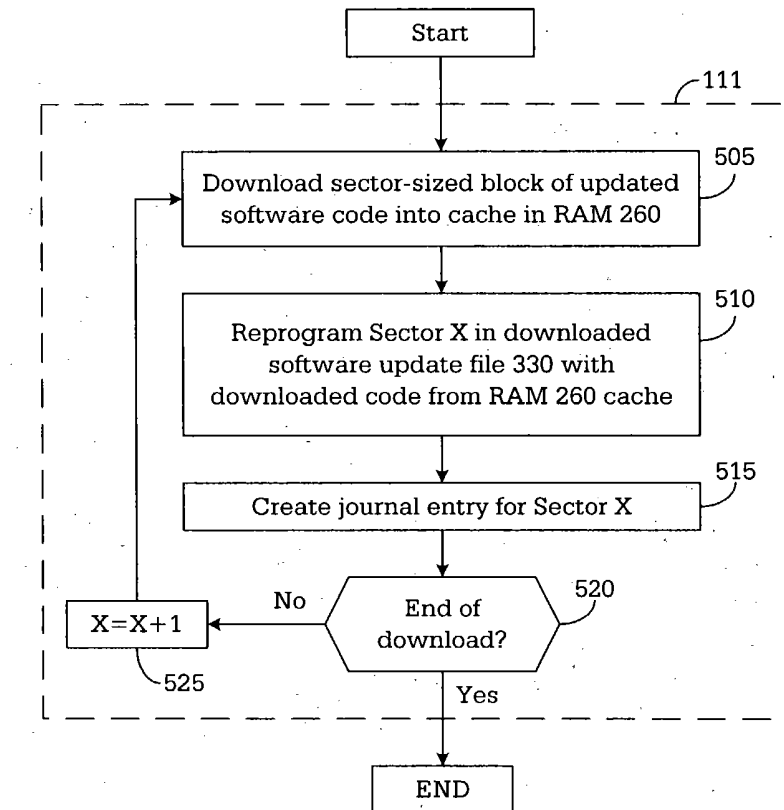 Start
111
505
Download sector-sized block of updated
software code into cache in RAM 260
510
Reprogram Sector X in downloaded
software update file 330 with
downloaded code from RAM 260 cache
515
Create journal entry for Sector X
520
No
End of
download?
X=X+1
525
Yes
END